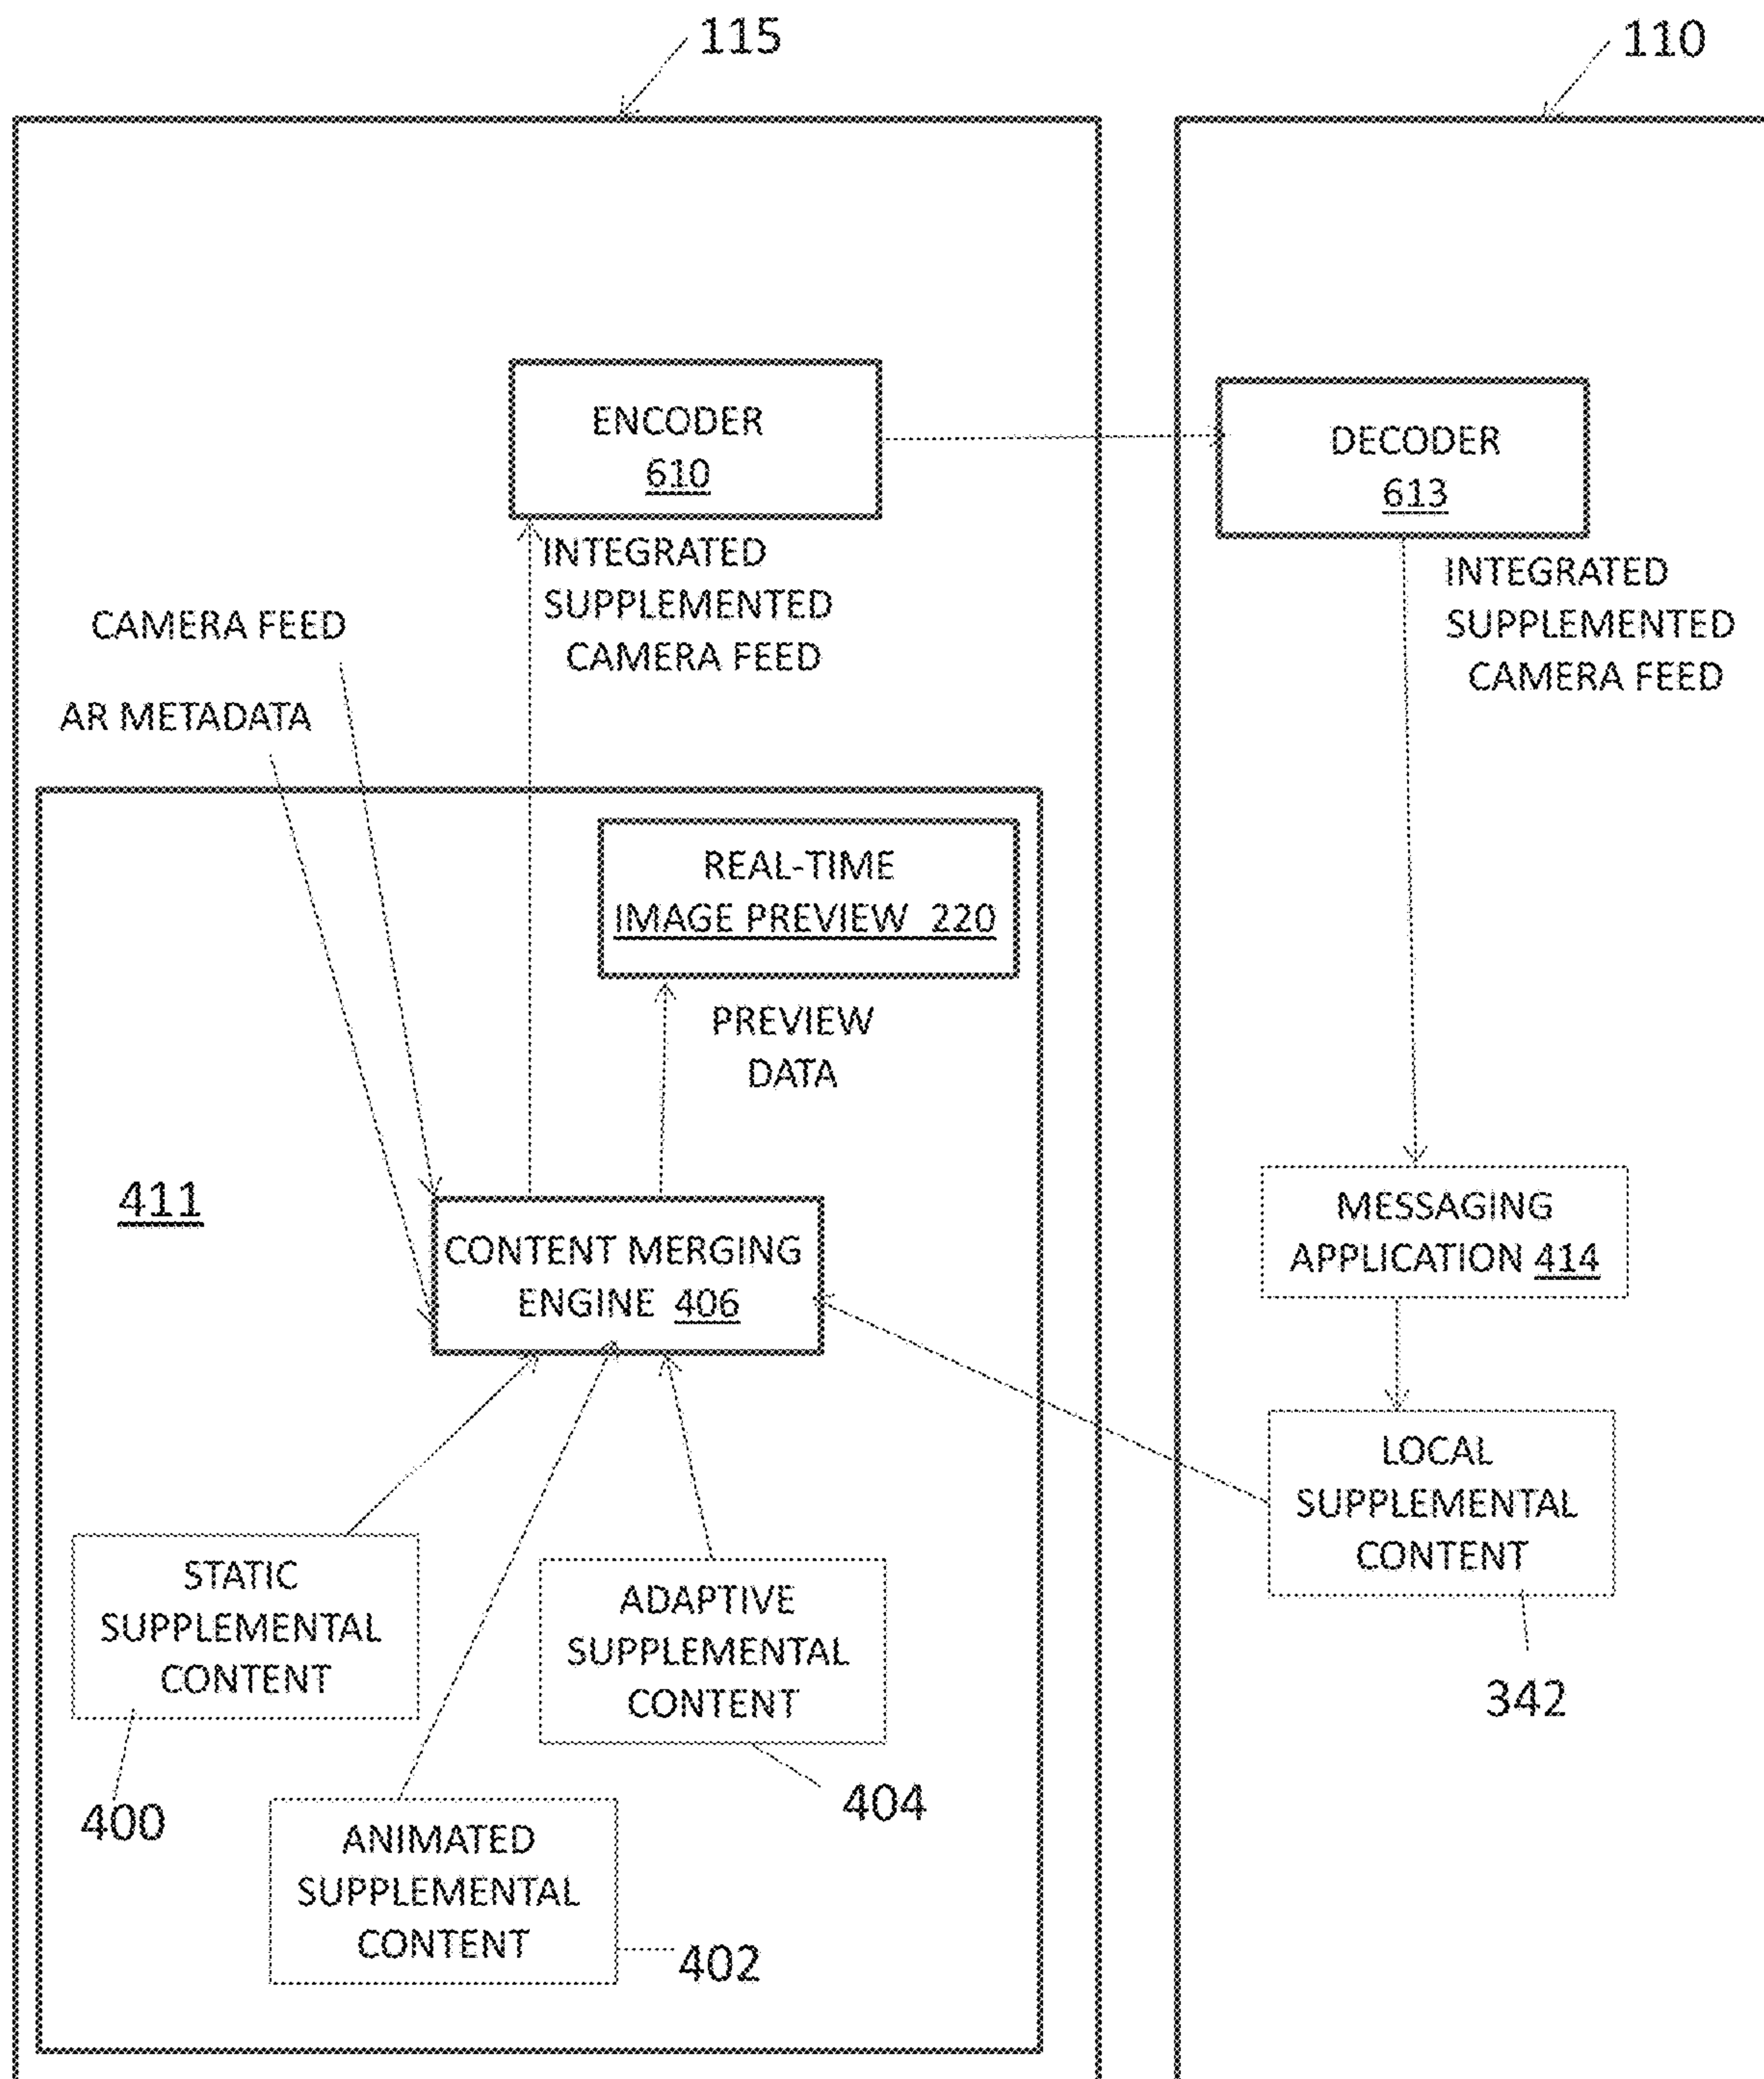 115
110
ENCODER
610
DECODER
613
INTEGRATED
SUPPLEMENTED
CAMERA FEED
INTEGRATED
SUPPLEMENTED
CAMERA FEED
CAMERA FEED
AR METADATA
REAL-TIME
IMAGE PREVIEW 220
PREVIEW
DATA
411
CONTENT MERGING
ENGINE 406
MESSAGING
APPLICATION 414
LOCAL
SUPPLEMENTAL
CONTENT
342
STATIC
SUPPLEMENTAL
CONTENT
400
ADAPTIVE
SUPPLEMENTAL
CONTENT
404
ANIMATED
SUPPLEMENTAL
CONTENT
402